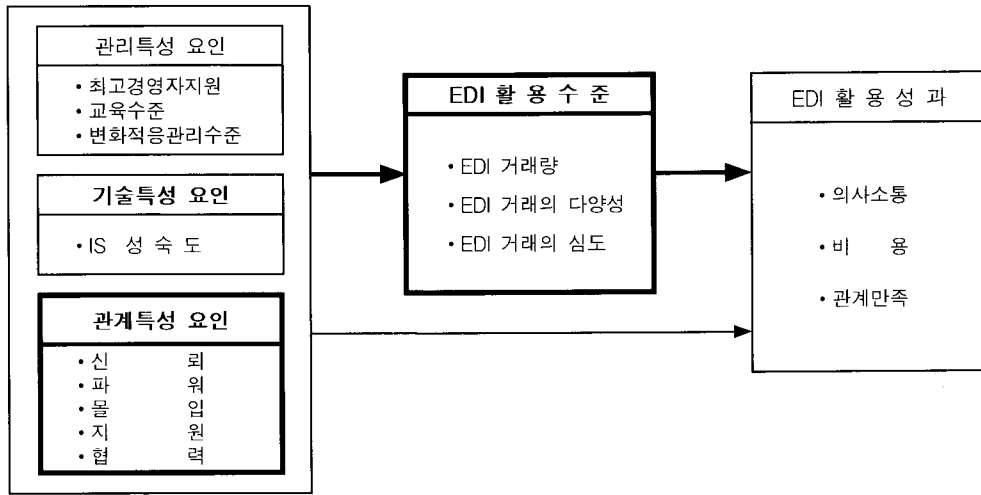 관리특성 요인
• 최고경영자지원
• 교육수준
• 변화적응관리수준
기술특성 요인
• IS 성 숙 도
관계특성 요인
• 신 뢰
• 파 워
• 몰 입
• 지 원
• 협 력
EDI 활 용 수 준
• EDI 거래량
• EDI 거래의 다양성
• EDI 거래의 심도
EDI 활 용 성 과
• 의사소통
• 비 용
• 관계만족